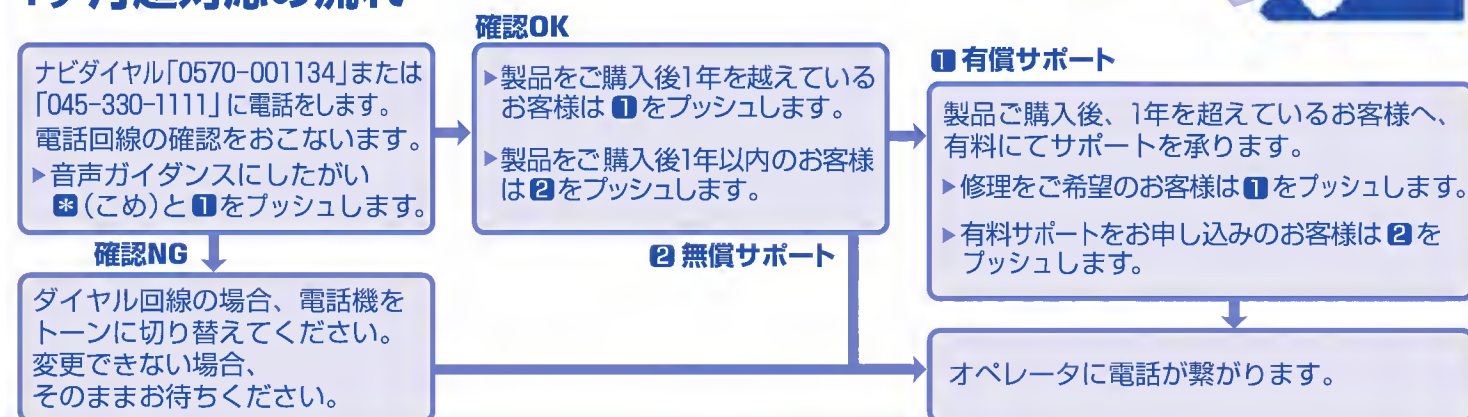 確認OK
ナビダイヤル「0570-001134」または
「045-330-1111」に電話をします。
電話回線の確認をおこないます。
▶音声ガイダンスにしたがい
＊(こめ)と1をプッシュします。
▶製品をご購入後1年を越えている
お客様は1をプッシュします。
▶製品をご購入後1年以内のお客様
は2をプッシュします。
1 有償サポート
製品ご購入後、1年を超えているお客様へ、
有料にてサポートを承ります。
▶修理をご希望のお客様は1をプッシュします。
▶有料サポートをお申し込みのお客様は2を
プッシュします。
確認NG
2 無償サポート
ダイヤル回線の場合、電話機を
トーンに切り替えてください。
変更できない場合、
そのままお待ちください。
オペレータに電話が繋がります。